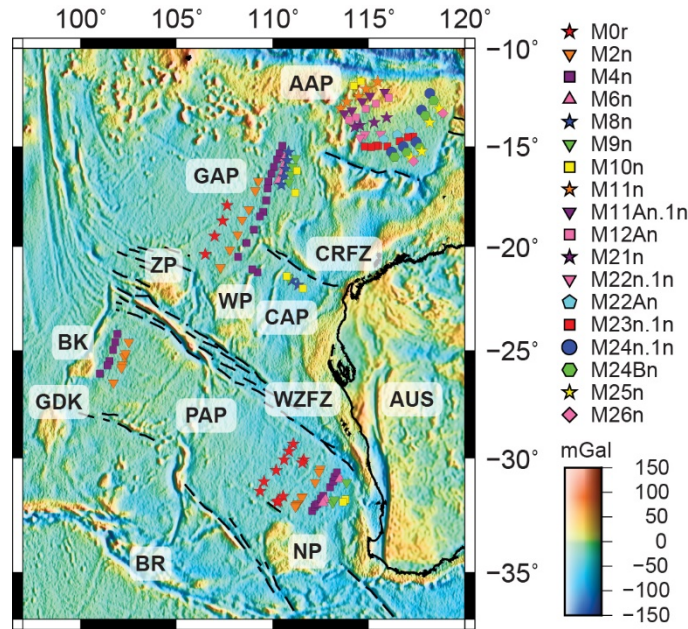 100° 105° 110° 115° 120°
−10°
−15°
−20°
−25°
−30°
−35°
AAP
GAP
CRFZ
ZP
WP
CAP
BK
GDK
PAP
WZFZ
AUS
NP
BR
M0r
M2n
M4n
M6n
M8n
M9n
M10n
M11n
M11An.1n
M12An
M21n
M22n.1n
M22An
M23n.1n
M24n.1n
M24Bn
M25n
M26n
mGal
150
100
50
0
−50
−100
−150